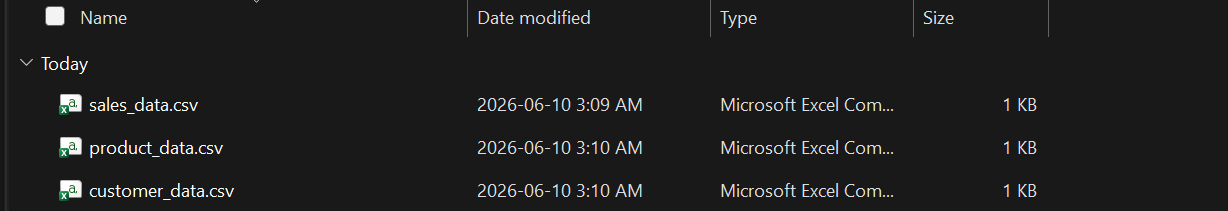 Name Date modified Type Size
Today
sales_data.csv 2026-06-10 3:09 AM Microsoft Excel Com... 1 KB
product_data.csv 2026-06-10 3:10 AM Microsoft Excel Com... 1 KB
customer_data.csv 2026-06-10 3:10 AM Microsoft Excel Com... 1 KB